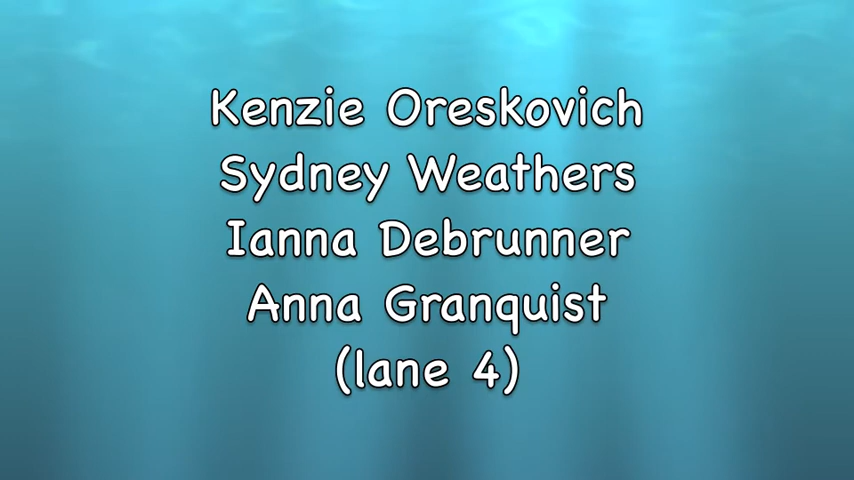 Kenzie Oreskovich
Sydney Weathers
Ianna Debrunner
Anna Granquist
(lane 4)